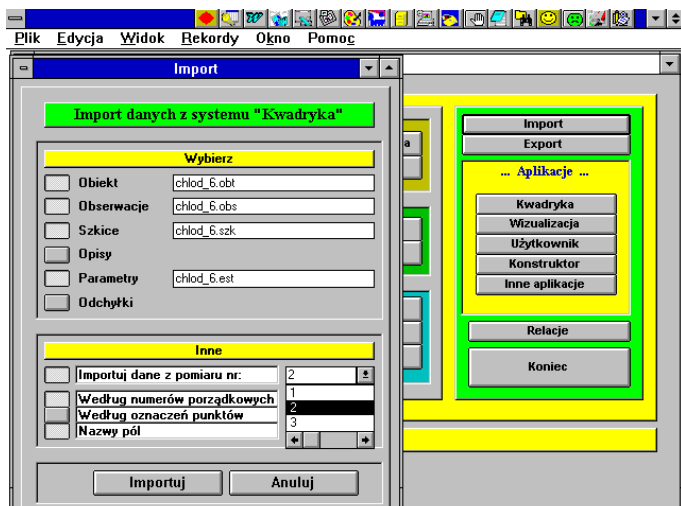 Plik Edycja Widok Rekordy Okno Pomoc
Import
Import danych z systemu "Kwadryka"
Wybierz
Obiekt chlod_6.obt
Obserwacje chlod_6.obs
Szkice chlod_6.szk
Opisy
Parametry chlod_6.est
Odchyłki
Inne
Importuj dane z pomiaru nr: 2
1
Według numerów porządkowych
2
Według oznaczeń punktów
3
Nazwy pól
Importuj Anuluj
a
Import
Export
... Aplikacje ...
Kwadryka
Wizualizacja
Użytkownik
Konstruktor
Inne aplikacje
Relacje
Koniec